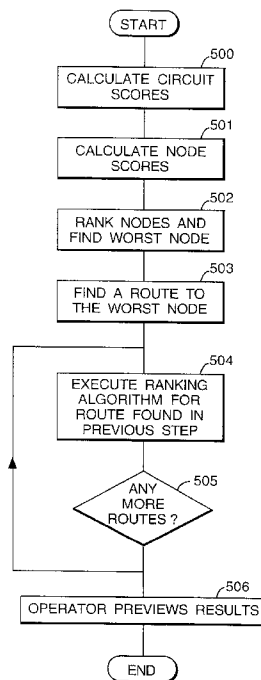 START
500
CALCULATE CIRCUIT
SCORES
501
CALCULATE NODE
SCORES
502
RANK NODES AND
FIND WORST NODE
503
FIND A ROUTE TO
THE WORST NODE
504
EXECUTE RANKING
ALGORITHM FOR
ROUTE FOUND IN
PREVIOUS STEP
505
ANY
MORE
ROUTES ?
506
OPERATOR PREVIEWS RESULTS
END